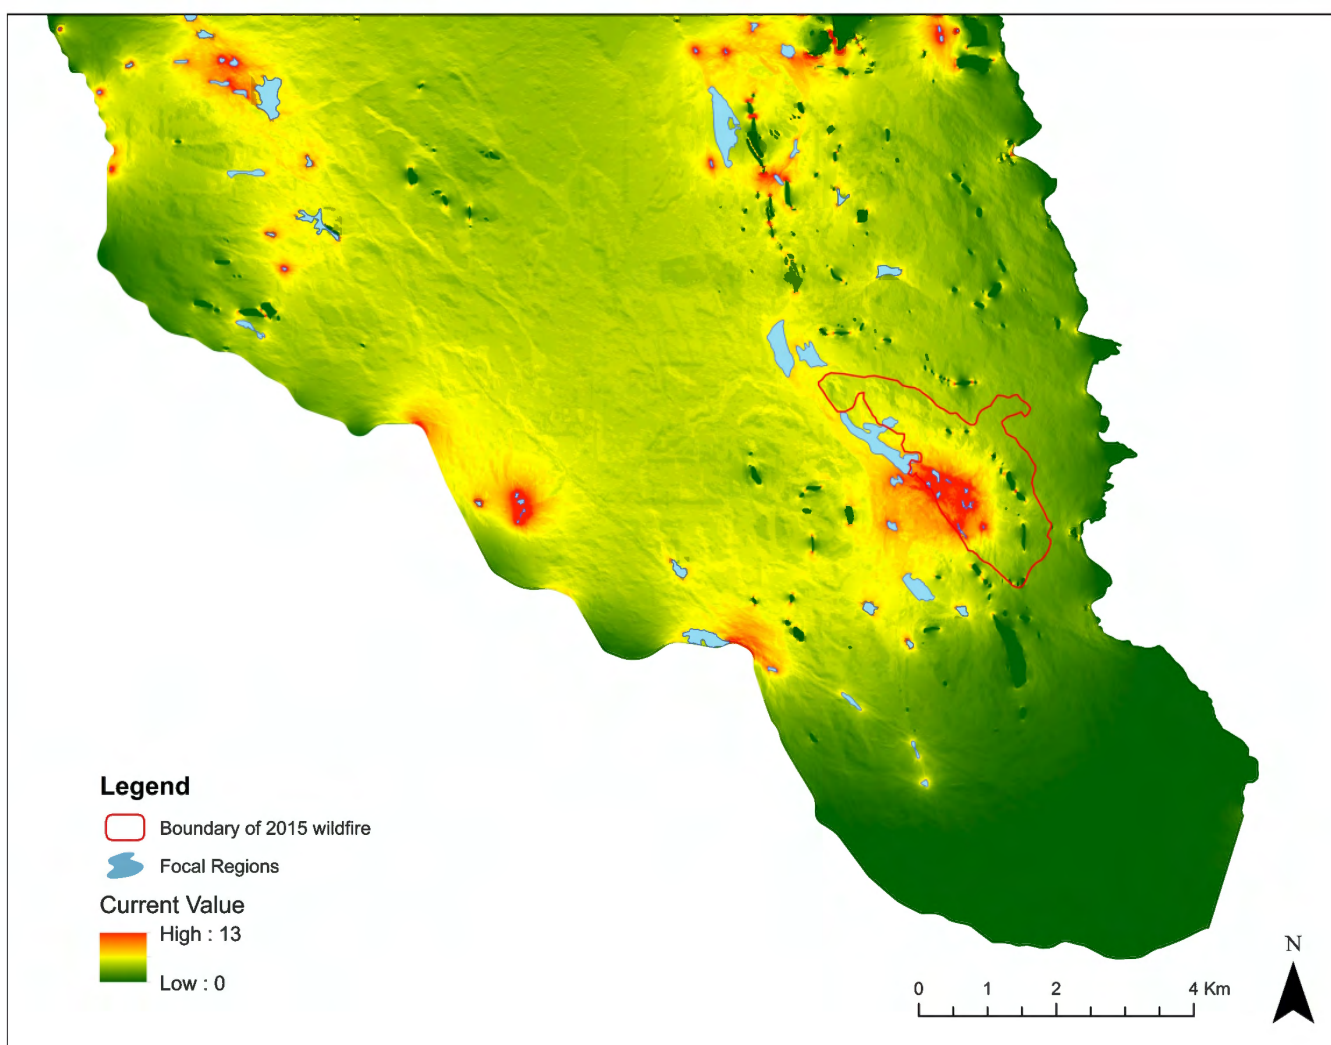 Legend
Boundary of 2015 wildfire
Focal Regions
Current Value
High : 13
Low : 0
N
0 1 2 4 Km